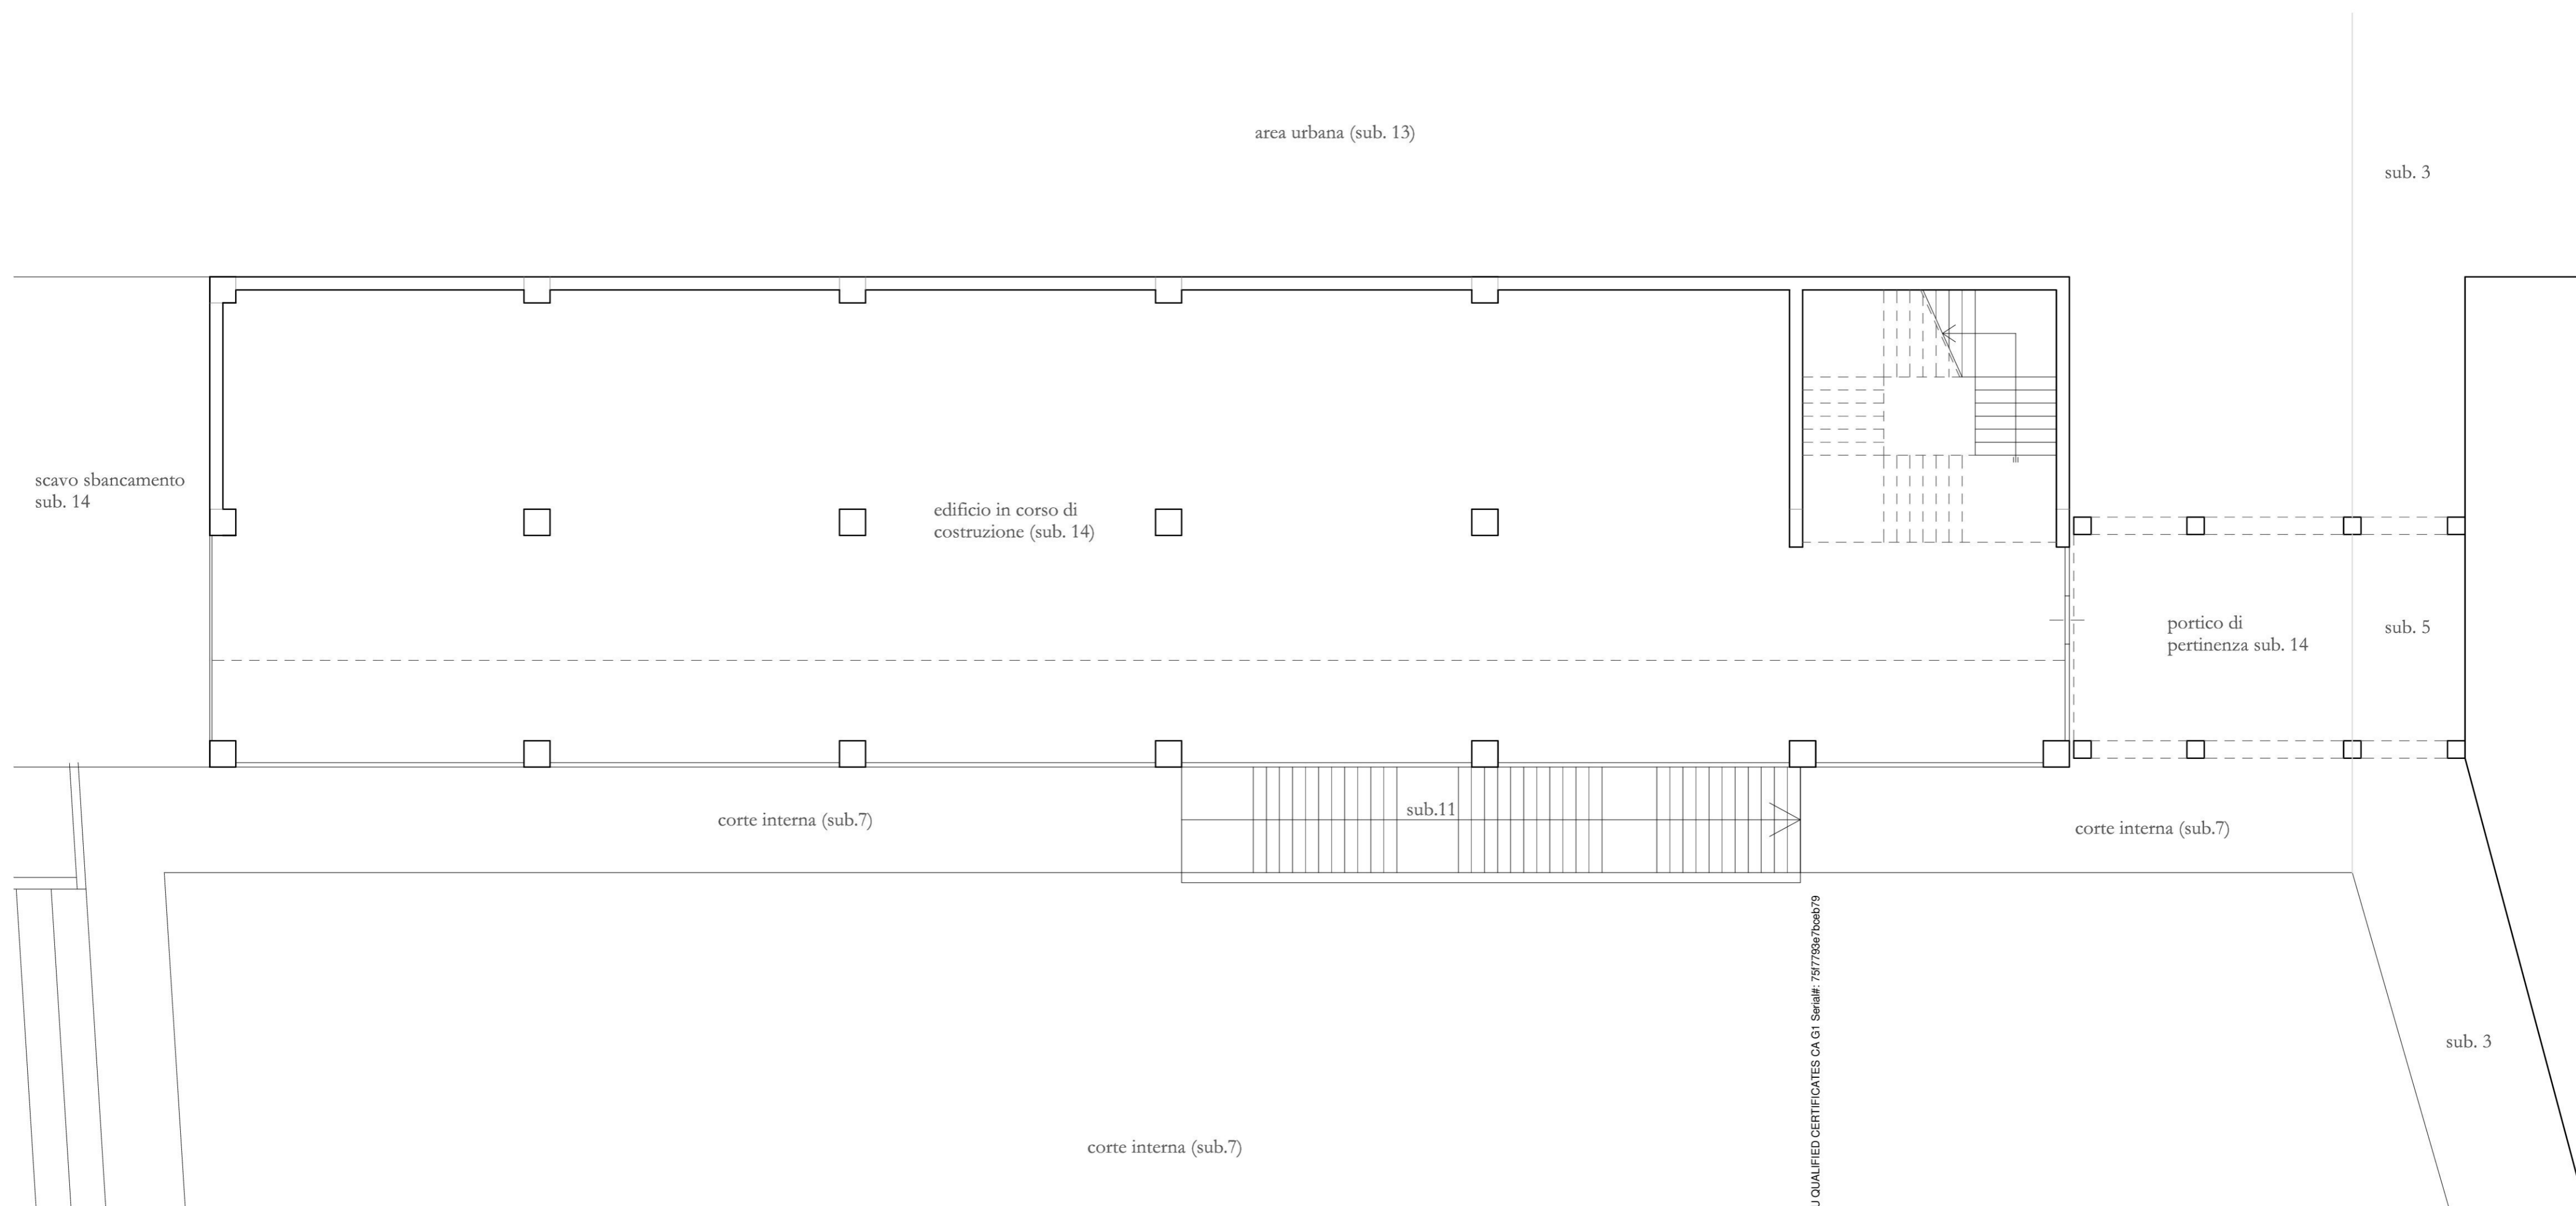 area urbana (sub. 13)
sub. 3
scavo sbancamento
sub. 14
edificio in corso di
costruzione (sub. 14)
portico di
pertinenza sub. 14
sub. 5
sub.11
corte interna (sub.7)
corte interna (sub.7)
sub. 3
corte interna (sub.7)
QUALIFIED CERTIFICATES CA G1 Serial#: 75f7793e7bceb79